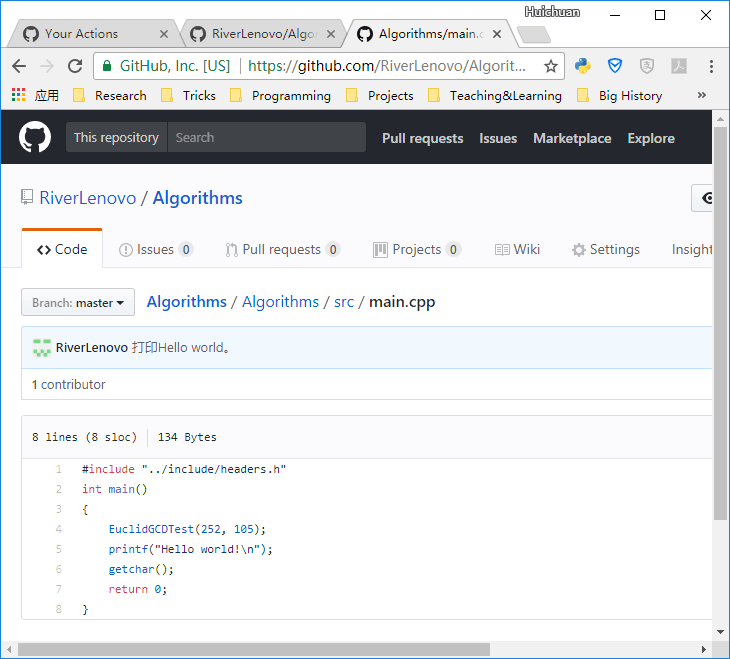 Huichuan
Your Actions
RiverLenovo/Algor
Algorithms/main.c
GitHub, Inc. [US] | https://github.com/RiverLenovo/Algorit...
应用 Research Tricks Programming Projects Teaching&Learning Big History »
This repository Search Pull requests Issues Marketplace Explore
RiverLenovo / Algorithms
Code Issues 0 Pull requests 0 Projects 0 Wiki Settings Insight
Branch: master Algorithms / Algorithms / src / main.cpp
RiverLenovo 打印Hello world。
1 contributor
8 lines (8 sloc) 134 Bytes
1 #include "../include/headers.h"
2 int main()
3 {
4 EuclidGCDTest(252, 105);
5 printf("Hello world!\n");
6 getchar();
7 return 0;
8 }